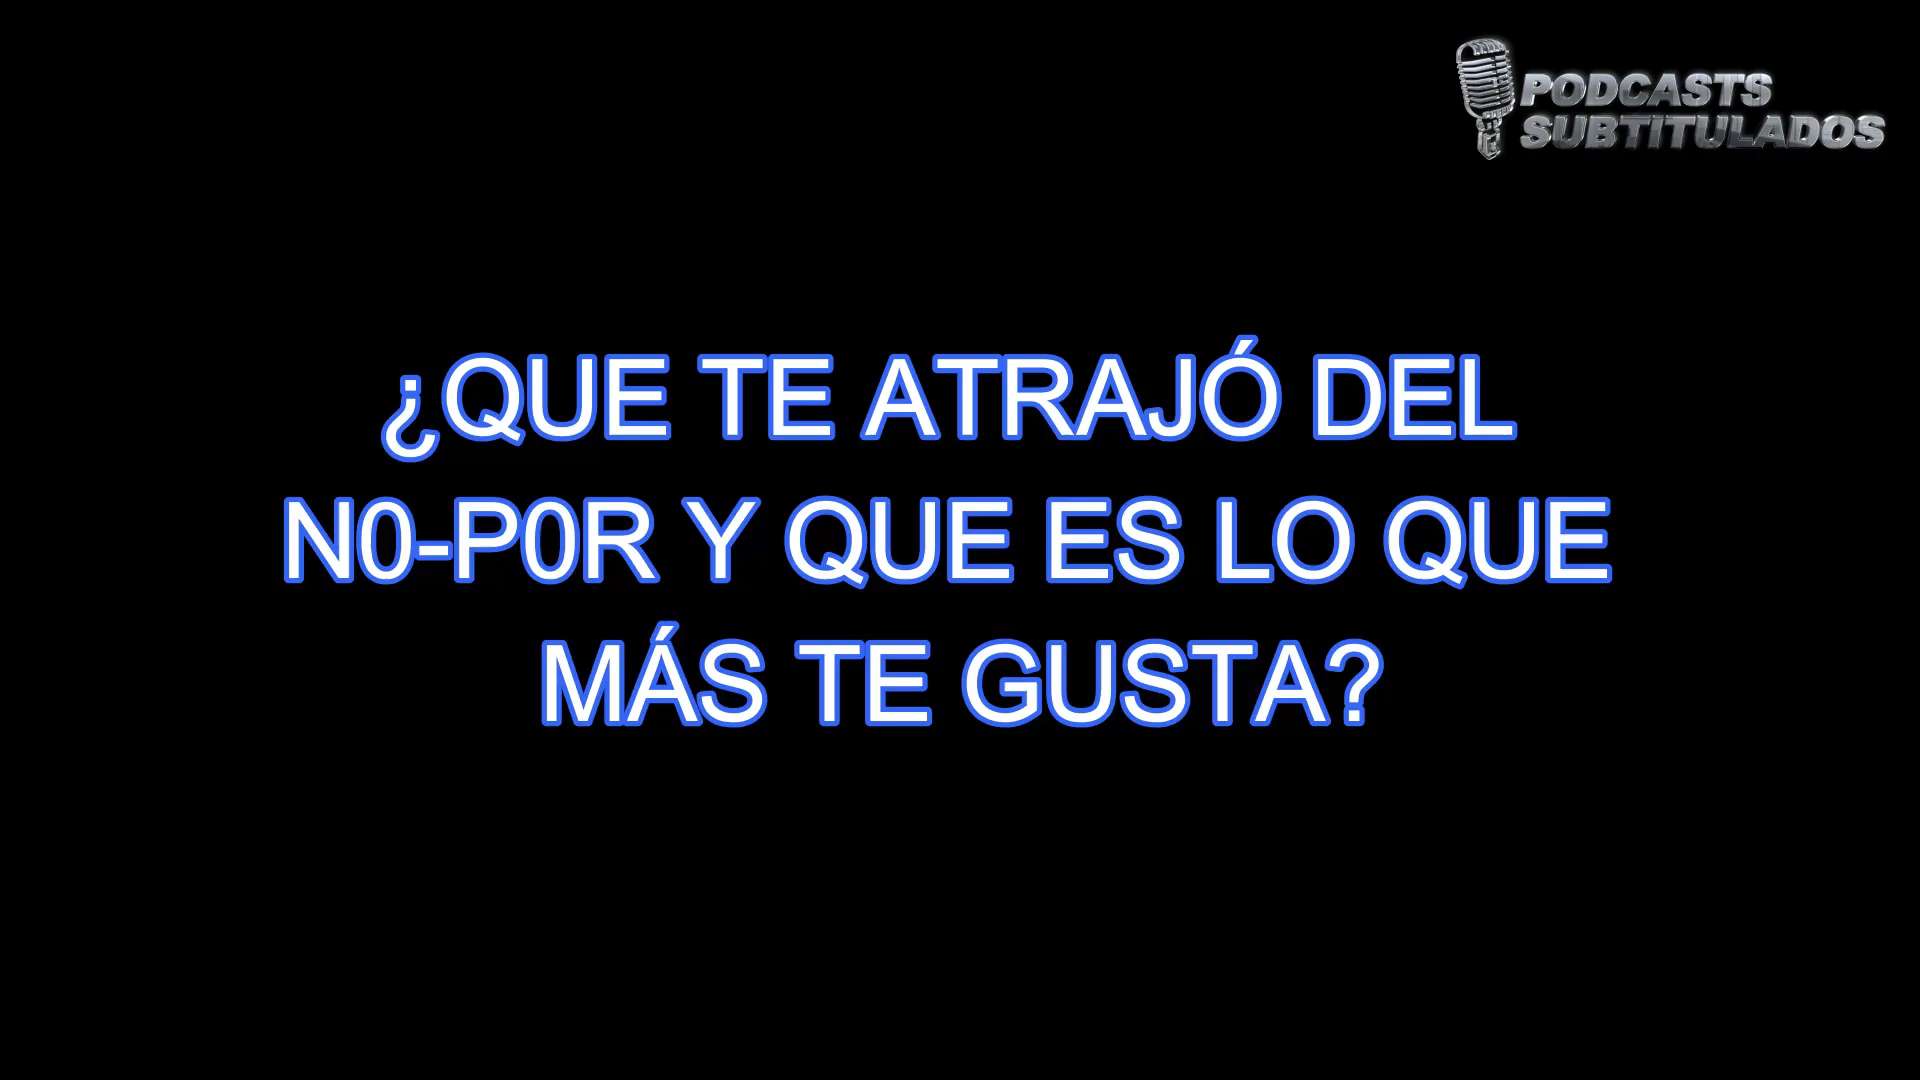 PODCASTS
SUBTITULADOS
¿QUE TE ATRAJÓ DEL
N0-P0R Y QUE ES LO QUE
MÁS TE GUSTA?